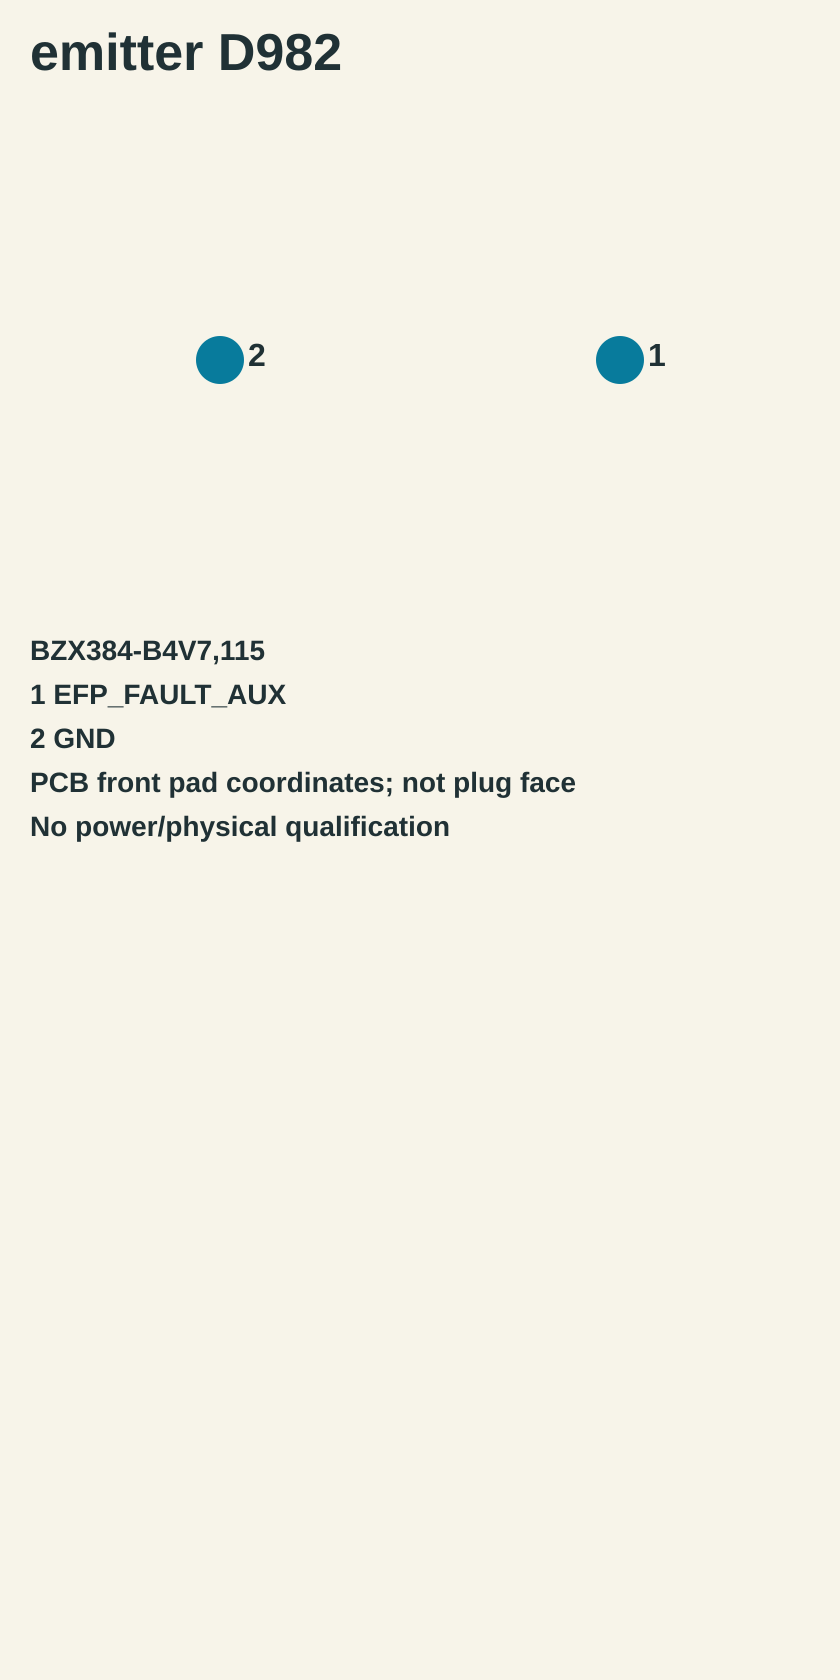 emitter D982
2
1
BZX384-B4V7,115
1 EFP_FAULT_AUX
2 GND
PCB front pad coordinates; not plug face
No power/physical qualification